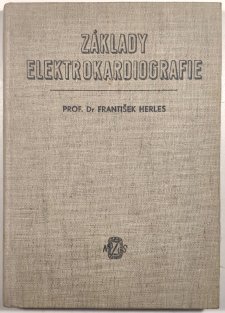 ZÁKLADY
ELEKTROKARDIOGRAFIE
PROF. Dr FRANTIŠEK HERLES